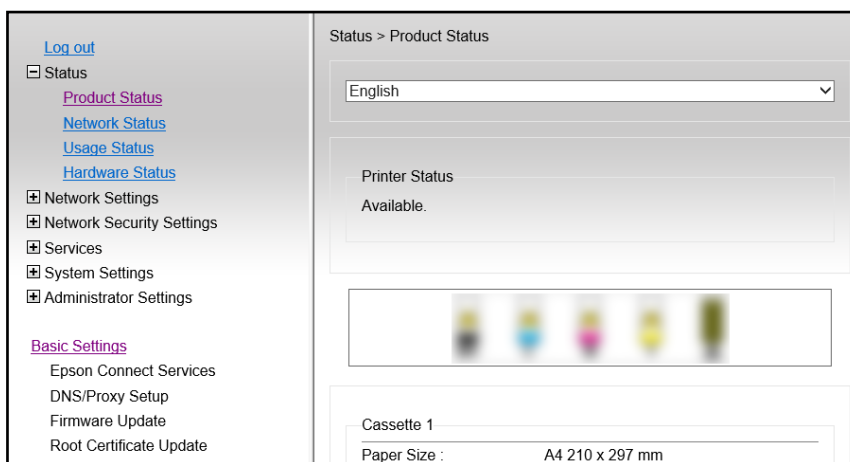 Log out
Status
Product Status
Network Status
Usage Status
Hardware Status
Network Settings
Network Security Settings
Services
System Settings
Administrator Settings
Basic Settings
Epson Connect Services
DNS/Proxy Setup
Firmware Update
Root Certificate Update
Status > Product Status
English
Printer Status
Available.
Cassette 1
Paper Size : A4 210 x 297 mm